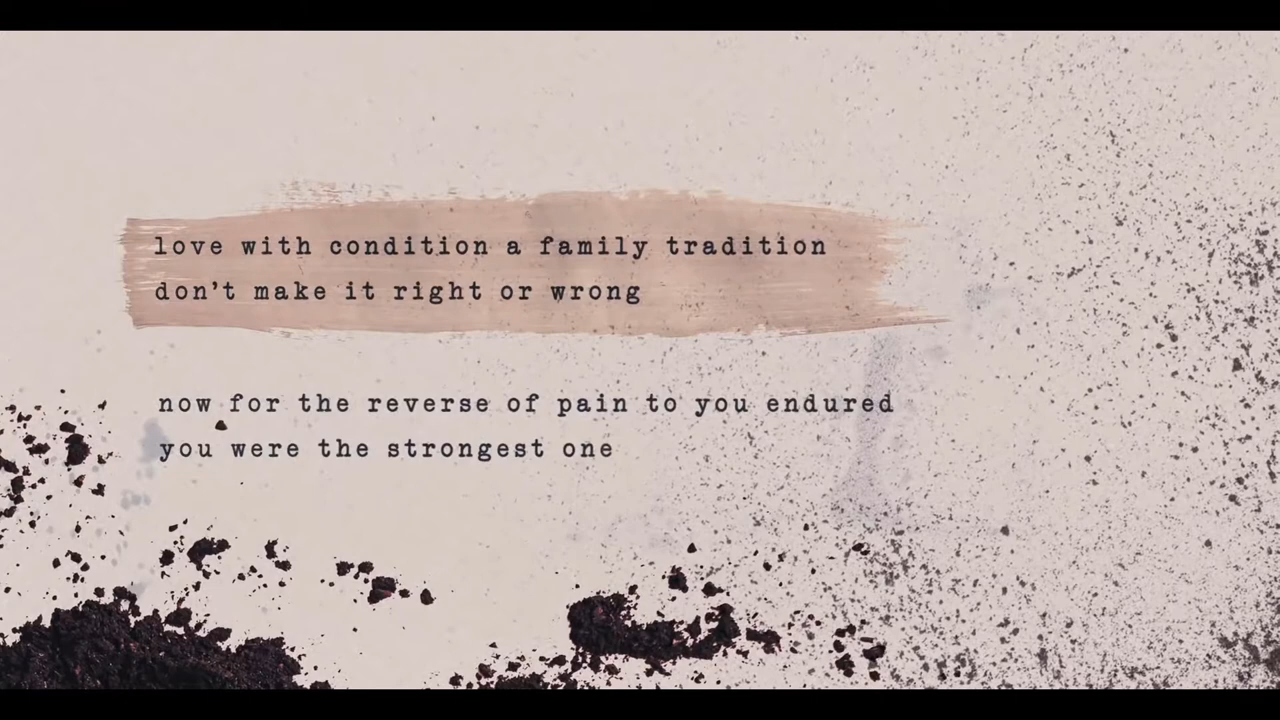 love with condition a family tradition
don't make it right or wrong
now for the reverse of pain to you endured
you were the strongest one